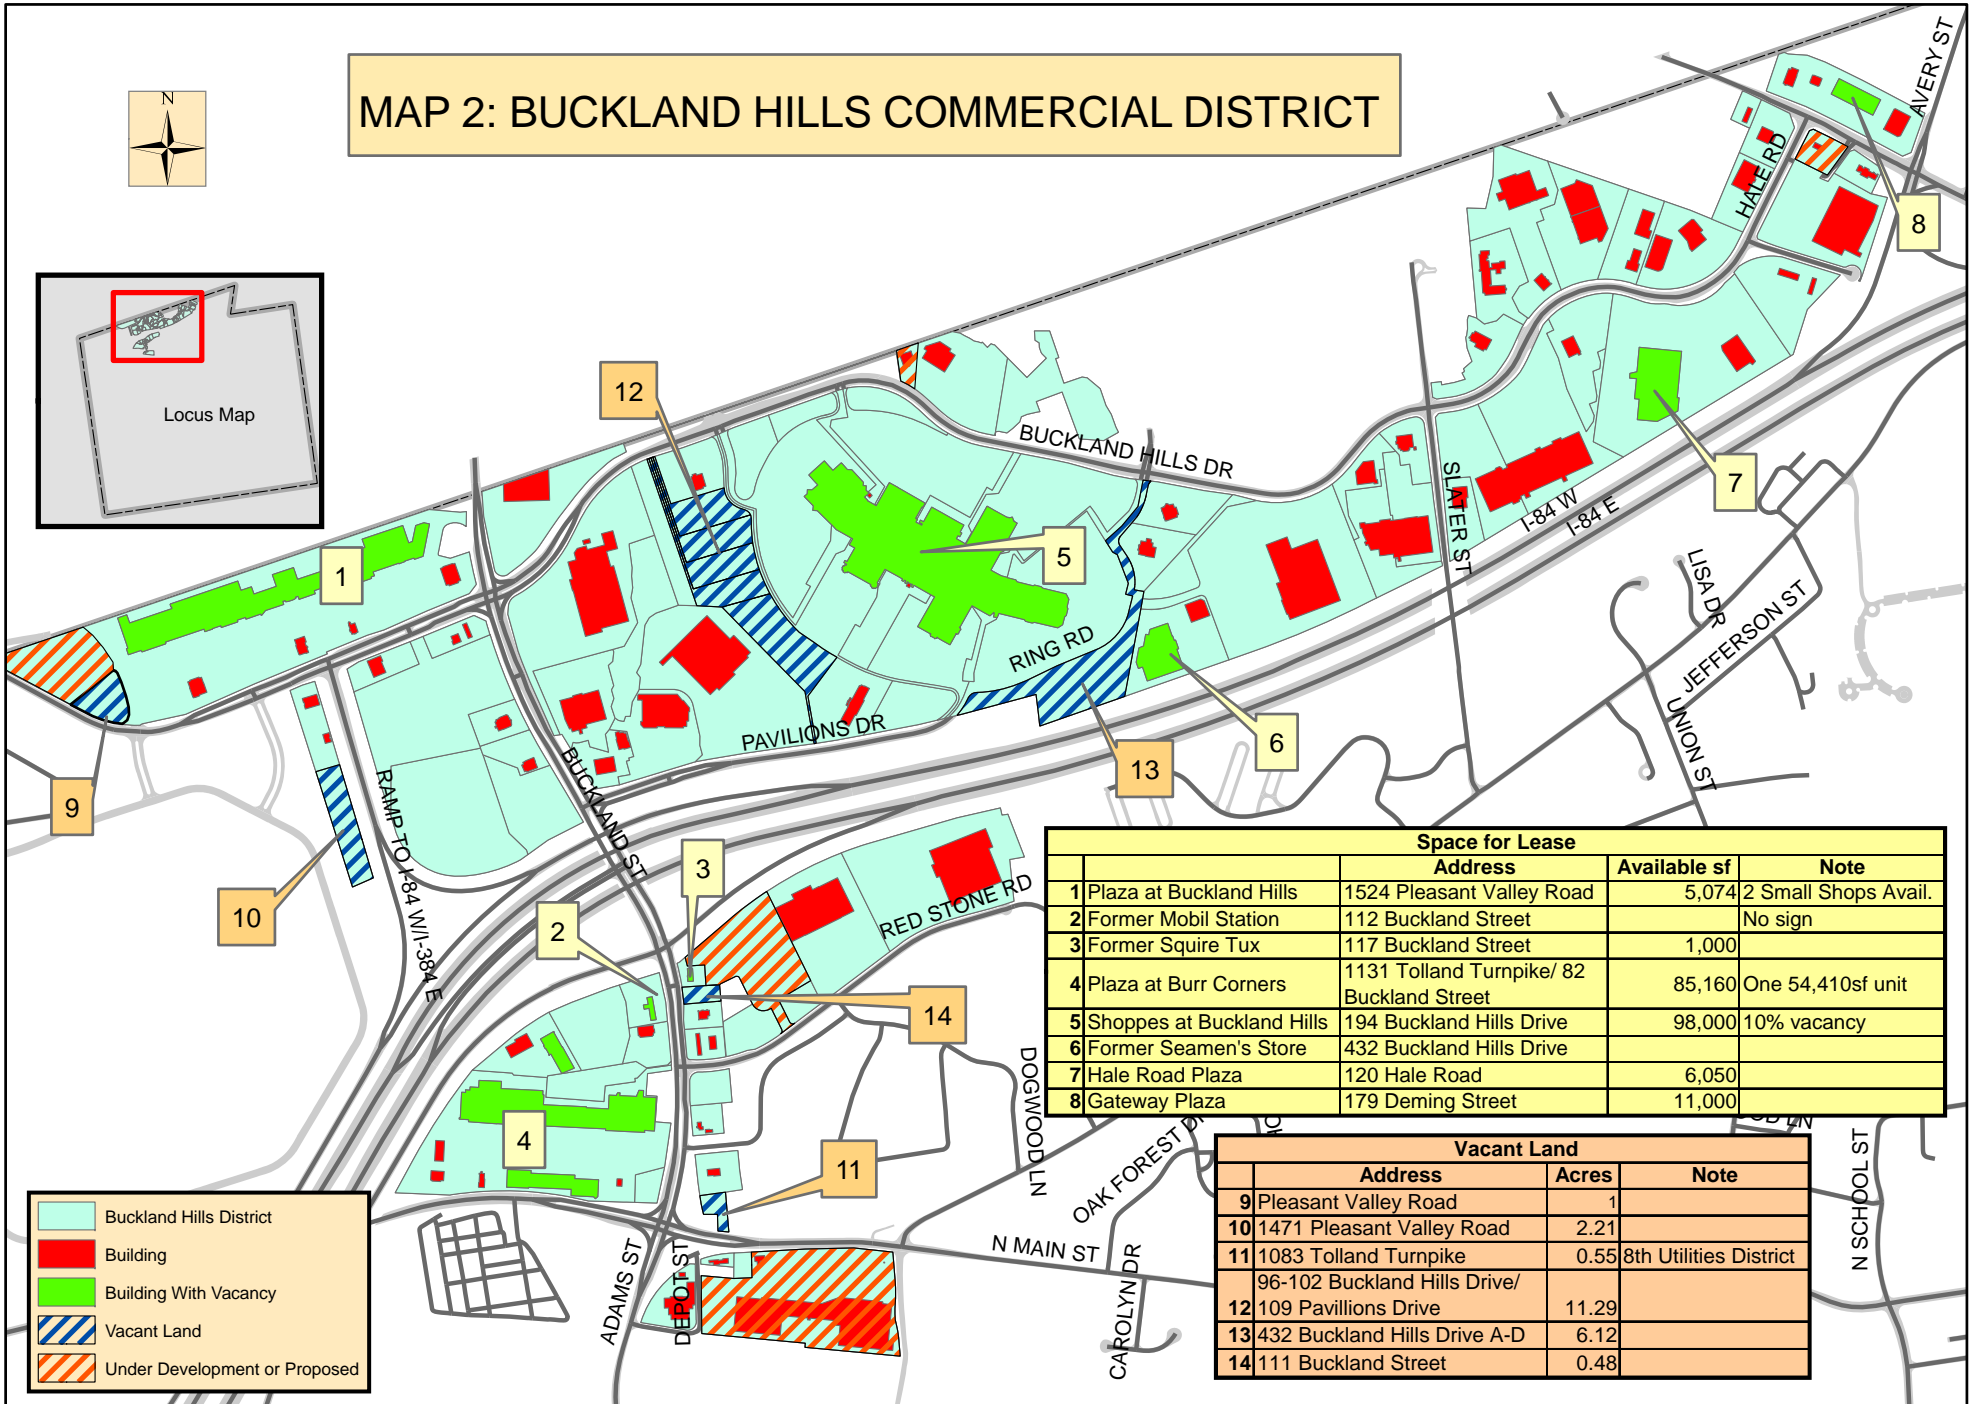 MAP 2: BUCKLAND HILLS COMMERCIAL DISTRICT
N
Locus Map
AVERY ST
HALE RD
8
12
BUCKLAND HILLS DR
7
SLATER ST
I-84 W
I-84 E
5
1
LISA DR
JEFFERSON ST
RING RD
UNION ST
PAVILIONS DR
6
13
9
RAMP TO I-84 W/I-384 E
BUCKLAND ST
10
3
2
RED STONE RD
14
DOGWOOD LN
4
11
OAK FOREST D
OD LN
N SCHOOL ST
N MAIN ST
CAROLYN DR
ADAMS ST
DEPOT ST
Space for Lease
Address Available sf Note
1 Plaza at Buckland Hills 1524 Pleasant Valley Road 5,074 2 Small Shops Avail.
2 Former Mobil Station 112 Buckland Street No sign
3 Former Squire Tux 117 Buckland Street 1,000
4 Plaza at Burr Corners 1131 Tolland Turnpike/ 82
Buckland Street 85,160 One 54,410sf unit
5 Shoppes at Buckland Hills 194 Buckland Hills Drive 98,000 10% vacancy
6 Former Seamen's Store 432 Buckland Hills Drive
7 Hale Road Plaza 120 Hale Road 6,050
8 Gateway Plaza 179 Deming Street 11,000
Vacant Land
Address Acres Note
9 Pleasant Valley Road 1
10 1471 Pleasant Valley Road 2.21
11 1083 Tolland Turnpike 0.55 8th Utilities District
96-102 Buckland Hills Drive/
12 109 Pavillions Drive 11.29
13 432 Buckland Hills Drive A-D 6.12
14 111 Buckland Street 0.48
Buckland Hills District
Building
Building With Vacancy
Vacant Land
Under Development or Proposed